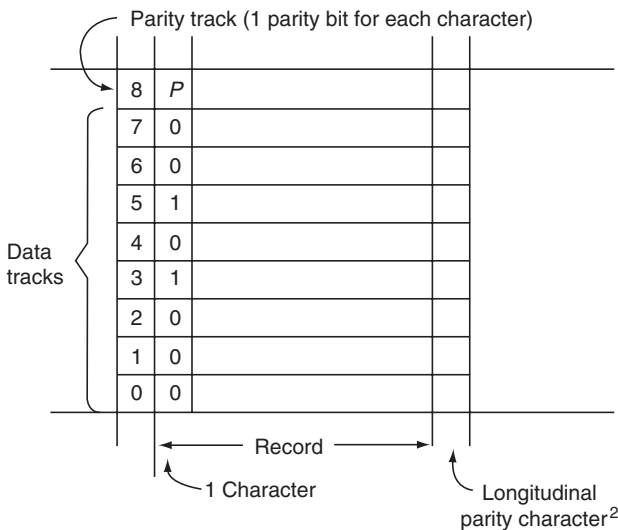 Parity track (1 parity bit for each character)
8 P
7 0
6 0
5 1
4 0
Data
tracks
3 1
2 0
1 0
0 0
Record
1 Character
Longitudinal
parity character2